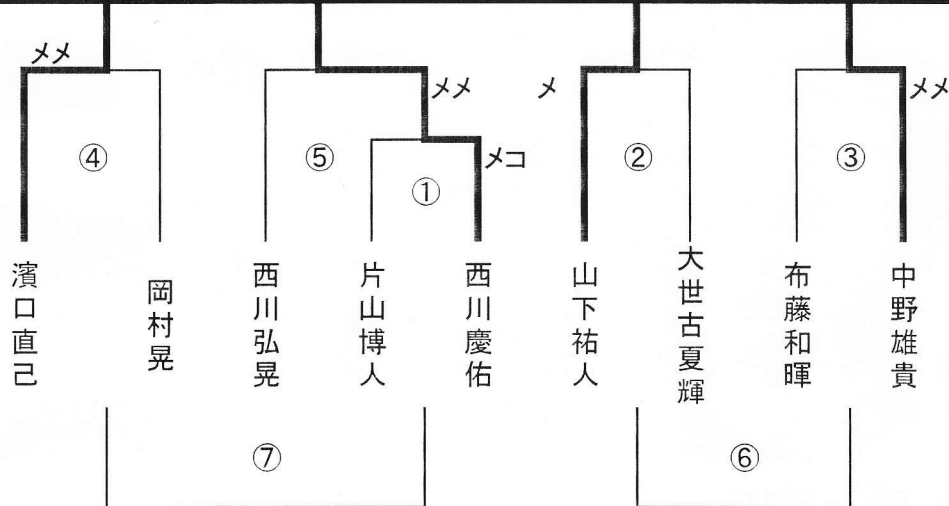 メメ
メメ
メ
メメ
④
⑤
メコ
②
③
①
濱口直己
岡村晃
西川弘晃
片山博人
西川慶佑
山下祐人
大世古夏輝
布藤和暉
中野雄貴
⑦
⑥